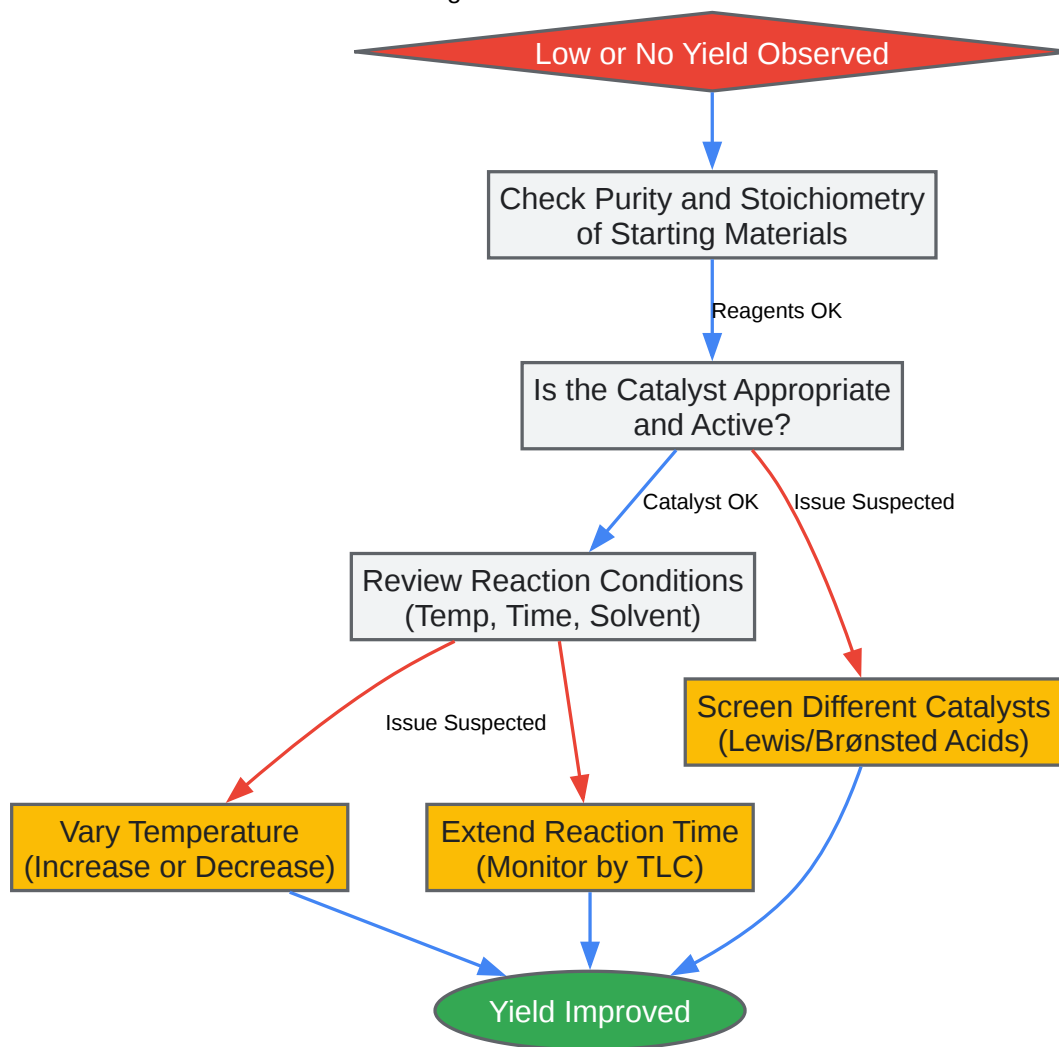 Low or No Yield Observed
Check Purity and Stoichiometry
of Starting Materials
Reagents OK
Is the Catalyst Appropriate
and Active?
Catalyst OK
Issue Suspected
Review Reaction Conditions
(Temp, Time, Solvent)
Issue Suspected
Screen Different Catalysts
(Lewis/Brønsted Acids)
Vary Temperature
(Increase or Decrease)
Extend Reaction Time
(Monitor by TLC)
Yield Improved